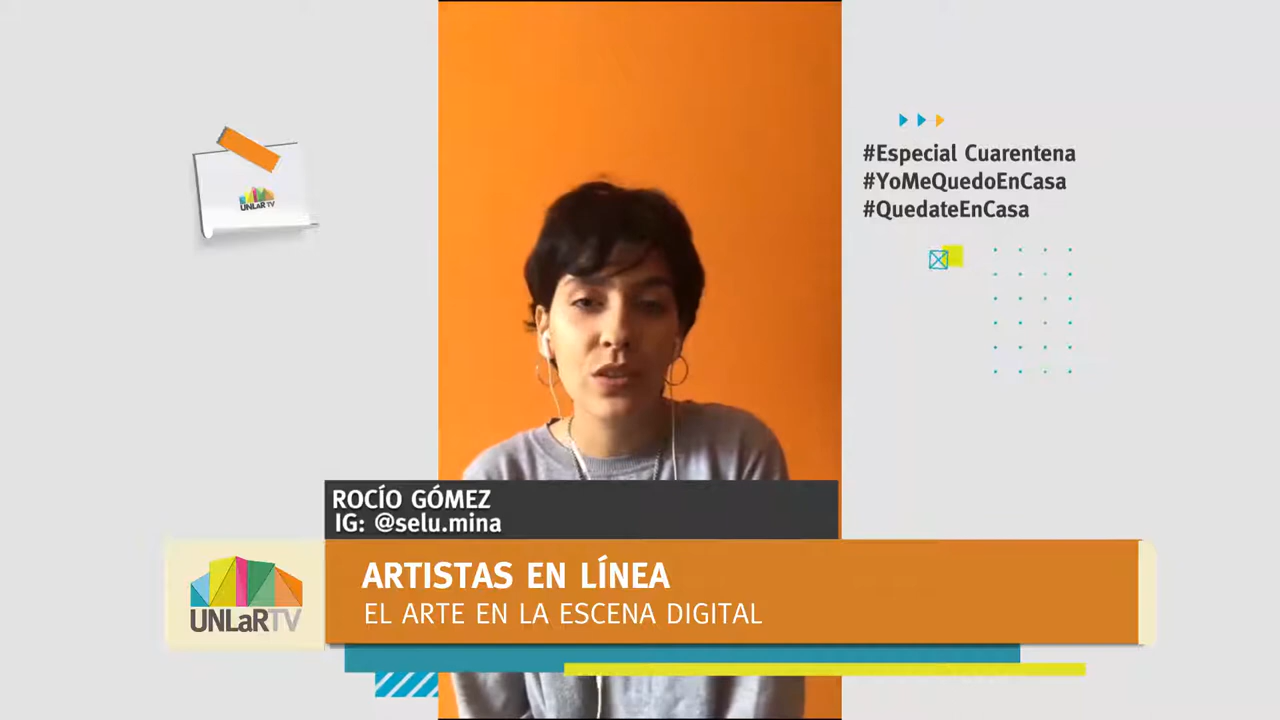 UNLaR TV
#Especial Cuarentena
#YoMeQuedoEnCasa
#QuedateEnCasa
ROCÍO GÓMEZ
IG: @selu.mina
ARTISTAS EN LÍNEA
EL ARTE EN LA ESCENA DIGITAL
UNLaRTV